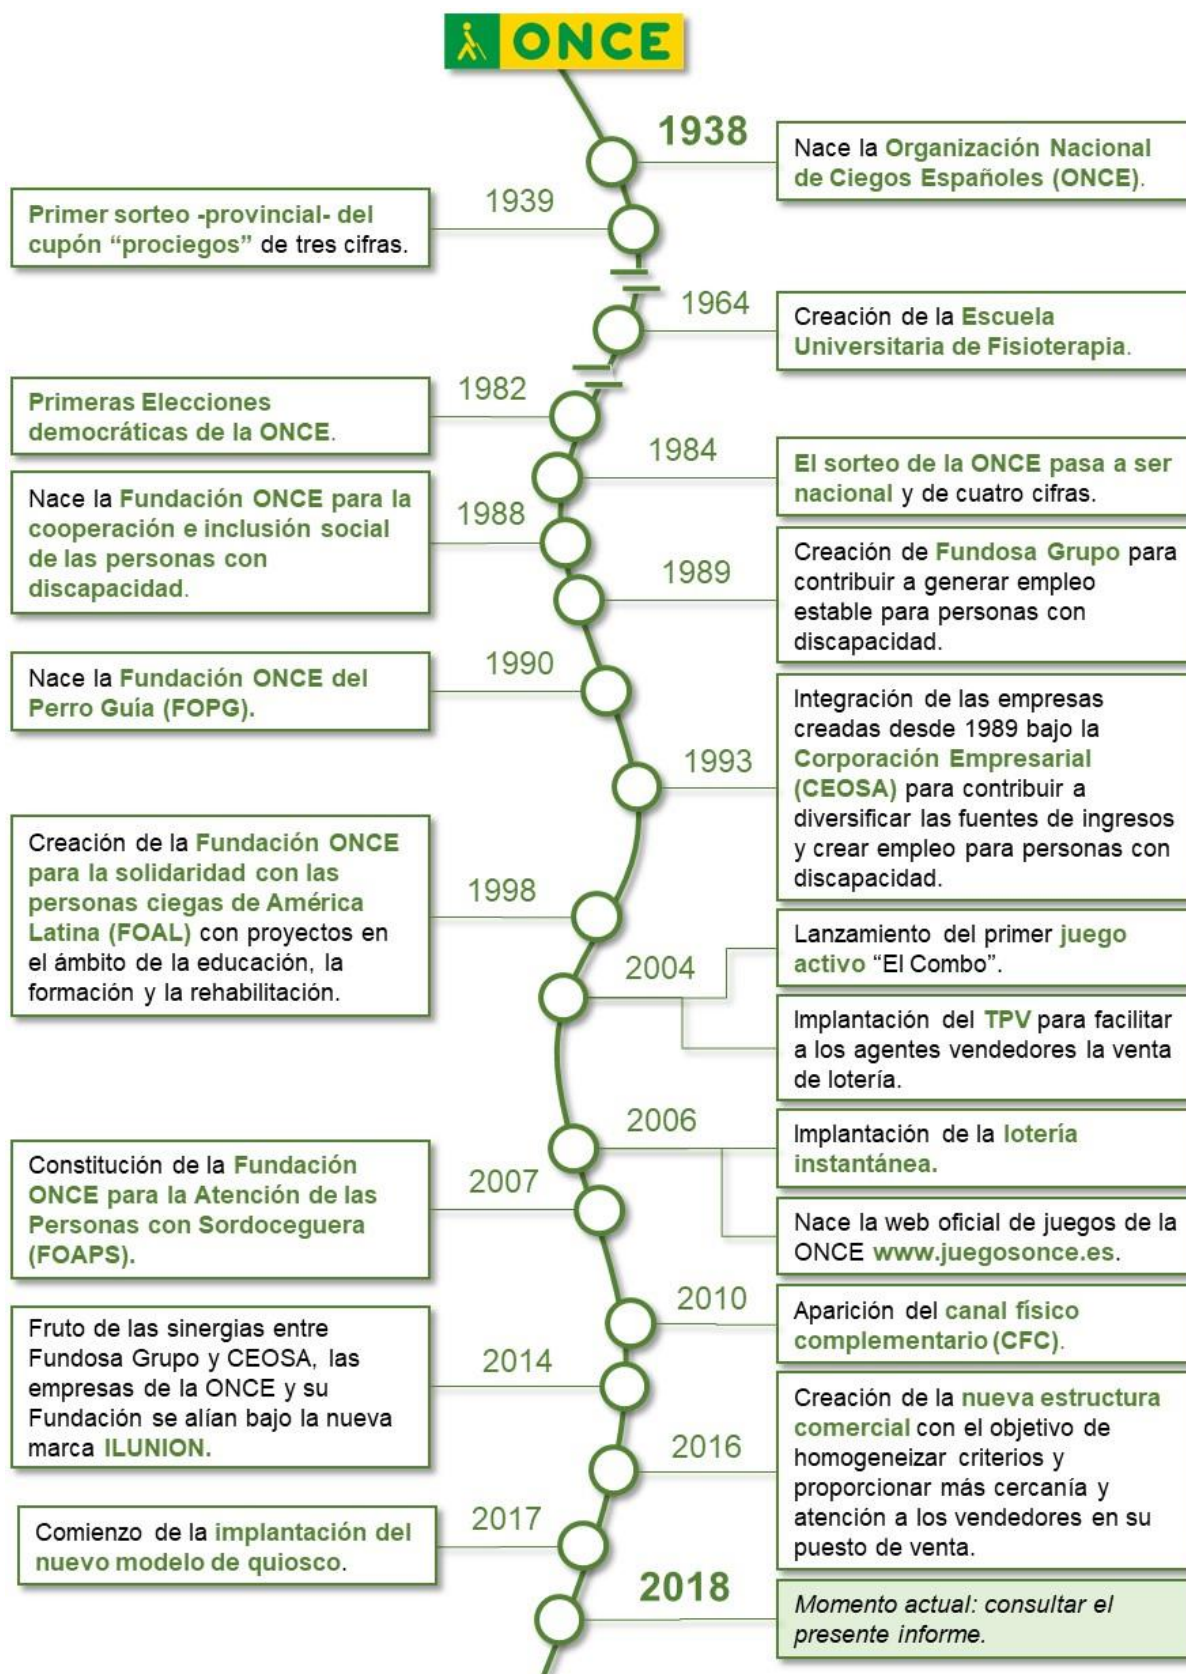 ONCE
1938
Nace la Organización Nacional
de Ciegos Españoles (ONCE).
1939
Primer sorteo -provincial- del
cupón “prociegos” de tres cifras.
1964
Creación de la Escuela
Universitaria de Fisioterapia.
1982
Primeras Elecciones
democráticas de la ONCE.
1984
El sorteo de la ONCE pasa a ser
nacional y de cuatro cifras.
1988
Nace la Fundación ONCE para la
cooperación e inclusión social
de las personas con
discapacidad.
1989
Creación de Fundosa Grupo para
contribuir a generar empleo
estable para personas con
discapacidad.
1990
Nace la Fundación ONCE del
Perro Guía (FOPG).
1993
Integración de las empresas
creadas desde 1989 bajo la
Corporación Empresarial
(CEOSA) para contribuir a
diversificar las fuentes de ingresos
y crear empleo para personas con
discapacidad.
1998
Creación de la Fundación ONCE
para la solidaridad con las
personas ciegas de América
Latina (FOAL) con proyectos en
el ámbito de la educación, la
formación y la rehabilitación.
2004
Lanzamiento del primer juego
activo “El Combo”.
Implantación del TPV para facilitar
a los agentes vendedores la venta
de lotería.
2006
Implantación de la lotería
instantánea.
Nace la web oficial de juegos de la
ONCE www.juegosonce.es.
2007
Constitución de la Fundación
ONCE para la Atención de las
Personas con Sordoceguera
(FOAPS).
2010
Aparición del canal físico
complementario (CFC).
2014
Fruto de las sinergias entre
Fundosa Grupo y CEOSA, las
empresas de la ONCE y su
Fundación se alían bajo la nueva
marca ILUNION.
2016
Creación de la nueva estructura
comercial con el objetivo de
homogeneizar criterios y
proporcionar más cercanía y
atención a los vendedores en su
puesto de venta.
2017
Comienzo de la implantación del
nuevo modelo de quiosco.
2018
Momento actual: consultar el
presente informe.